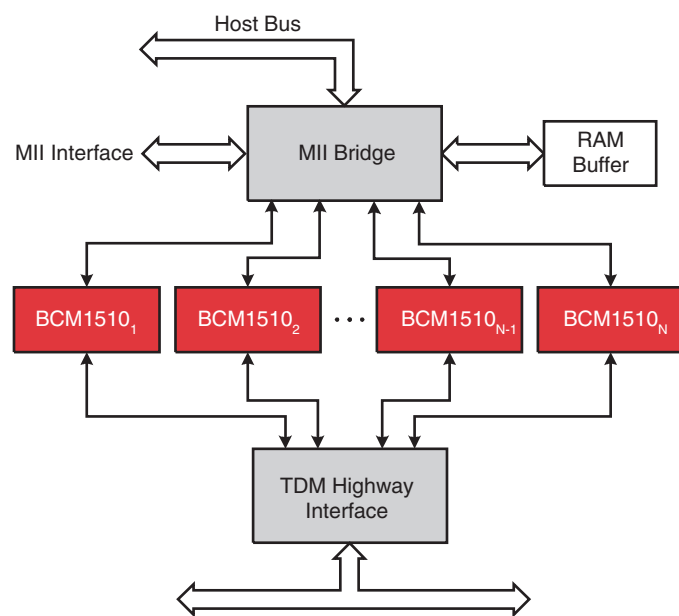 Host Bus
MII Interface
MII Bridge
RAM
Buffer
BCM1510₁
BCM1510₂
...
BCM1510N-1
BCM1510N
TDM Highway
Interface